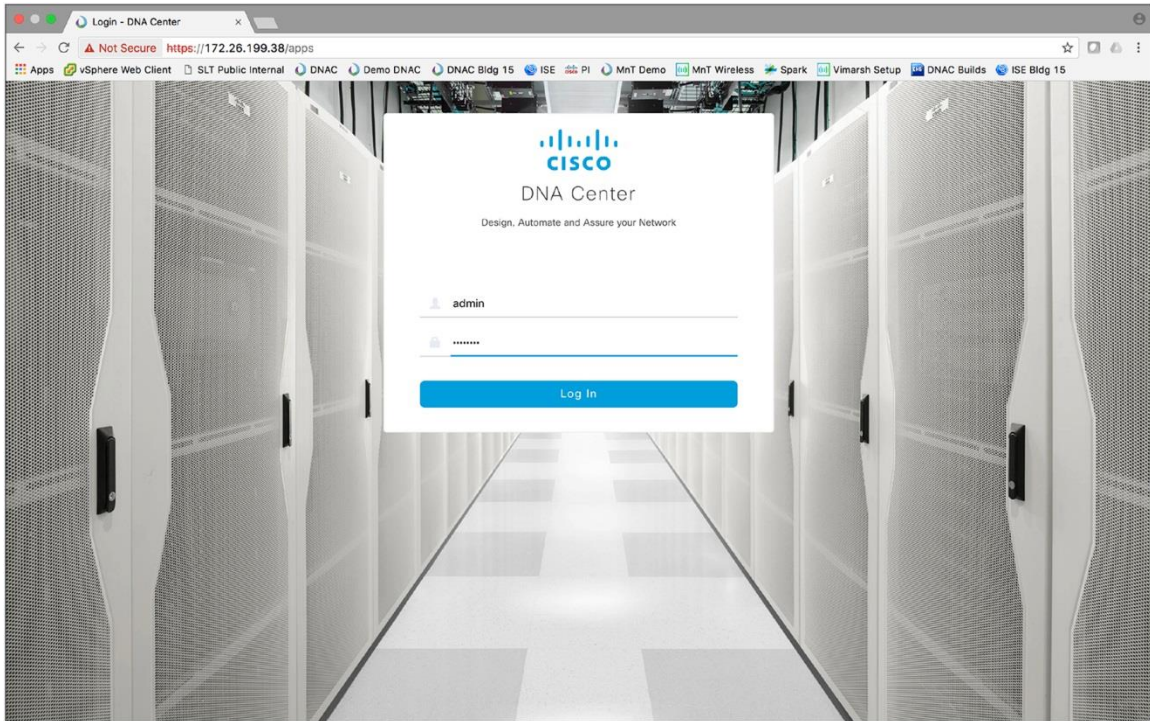 Login - DNA Center
Not Secure https://172.26.199.38/apps
Apps vSphere Web Client SLT Public Internal DNAC Demo DNAC DNAC Bldg 15 ISE PI MnT Demo MnT Wireless Spark Vimarsh Setup DNAC Builds ISE Bldg 15
CISCO
DNA Center
Design, Automate and Assure your Network
admin
••••••••
Log In